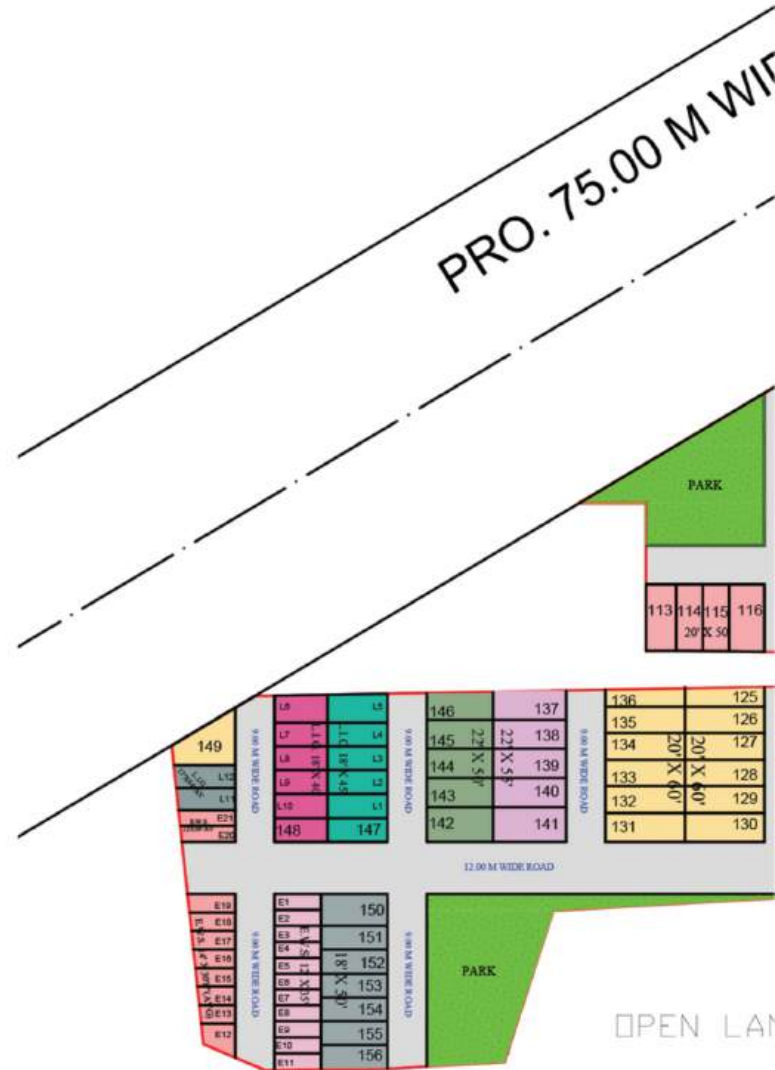 PRO. 75.00 M WID
PARK
113 114 115 116
20' X 50
L6 L5
L7 L4
L8 L3
L9 L2
L10 L1
148 147
L.I.G. 18' X 45'
149
L12
L11
E21
E20
9.00 M WIDE ROAD
9.00 M WIDE ROAD
9.00 M WIDE ROAD
146 137
145 138
144 139
143 140
142 141
22' X 50'
22' X 55'
136 125
135 126
134 127
133 128
132 129
131 130
20' X 60'
20' X 60'
12.00 M WIDE ROAD
E19
E18
E17
E16
E15
E14
E13
E12
9.00 M WIDE ROAD
E1
E2
E3
E4
E5
E6
E7
E8
E9
E10
E11
E.W.S. 12 X35'
150
151
152
153
154
155
156
18' X 50'
9.00 M WIDE ROAD
PARK
OPEN LAN